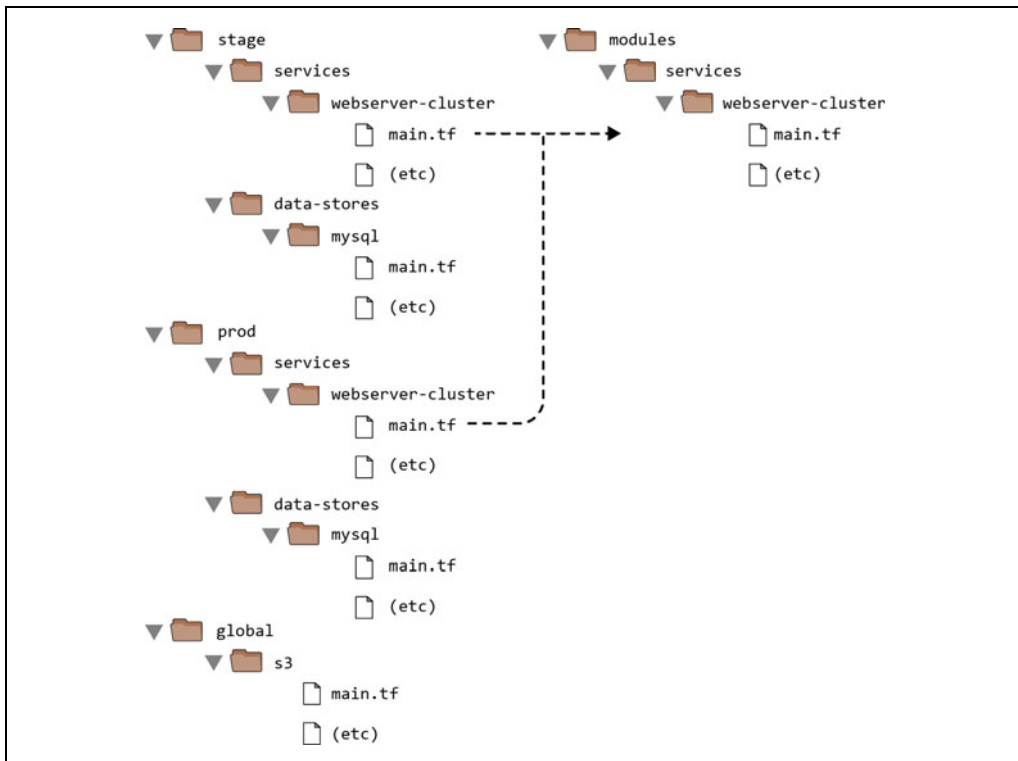 stage
services
webserver-cluster
main.tf
(etc)
data-stores
mysql
main.tf
(etc)
prod
services
webserver-cluster
main.tf
(etc)
data-stores
mysql
main.tf
(etc)
global
s3
main.tf
(etc)
modules
services
webserver-cluster
main.tf
(etc)